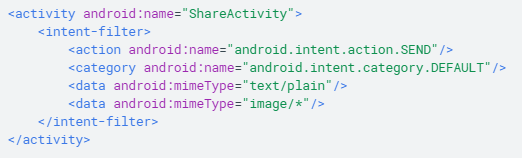 <activity android:name="ShareActivity">
    <intent-filter>
        <action android:name="android.intent.action.SEND"/>
        <category android:name="android.intent.category.DEFAULT"/>
        <data android:mimeType="text/plain"/>
        <data android:mimeType="image/*"/>
    </intent-filter>
</activity>